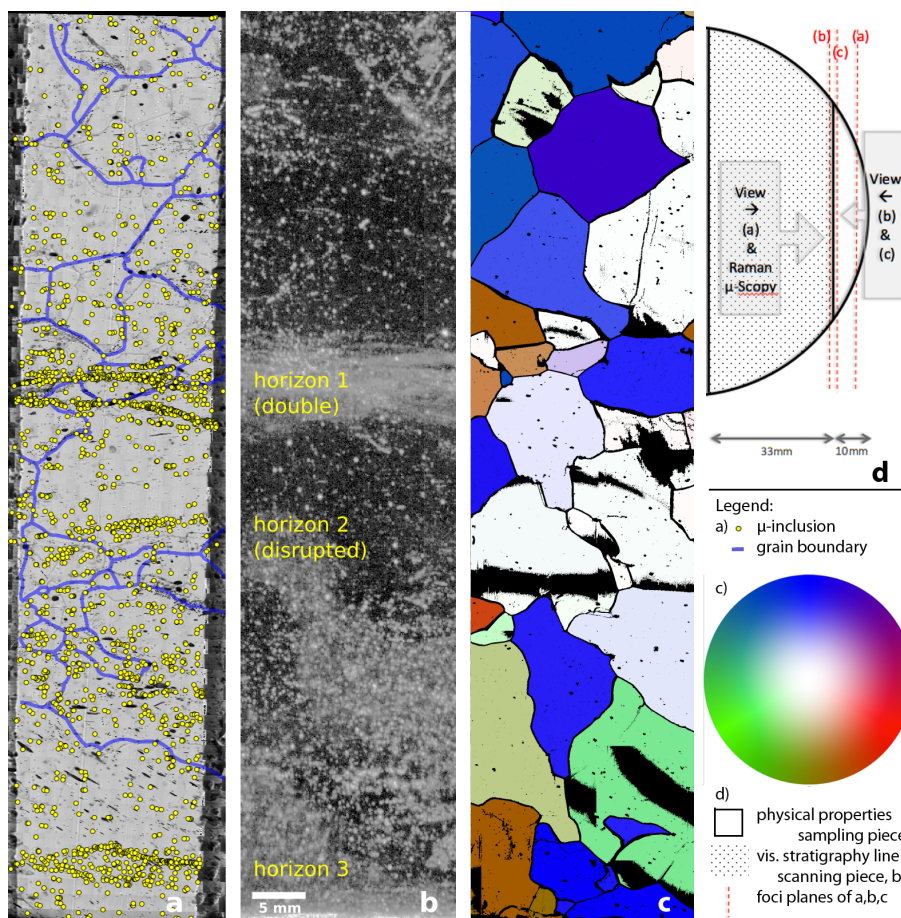 horizon 1
(double)
horizon 2
(disrupted)
horizon 3
5 mm
a
b
c
(b)
(a)
(c)
View
→
(a)
&
Raman
μ-Scopy
View
←
(b)
&
(c)
33mm
10mm
d
Legend:
a) μ-inclusion
grain boundary
c)
d)
physical properties
sampling piece
vis. stratigraphy line
scanning piece, b
foci planes of a,b,c